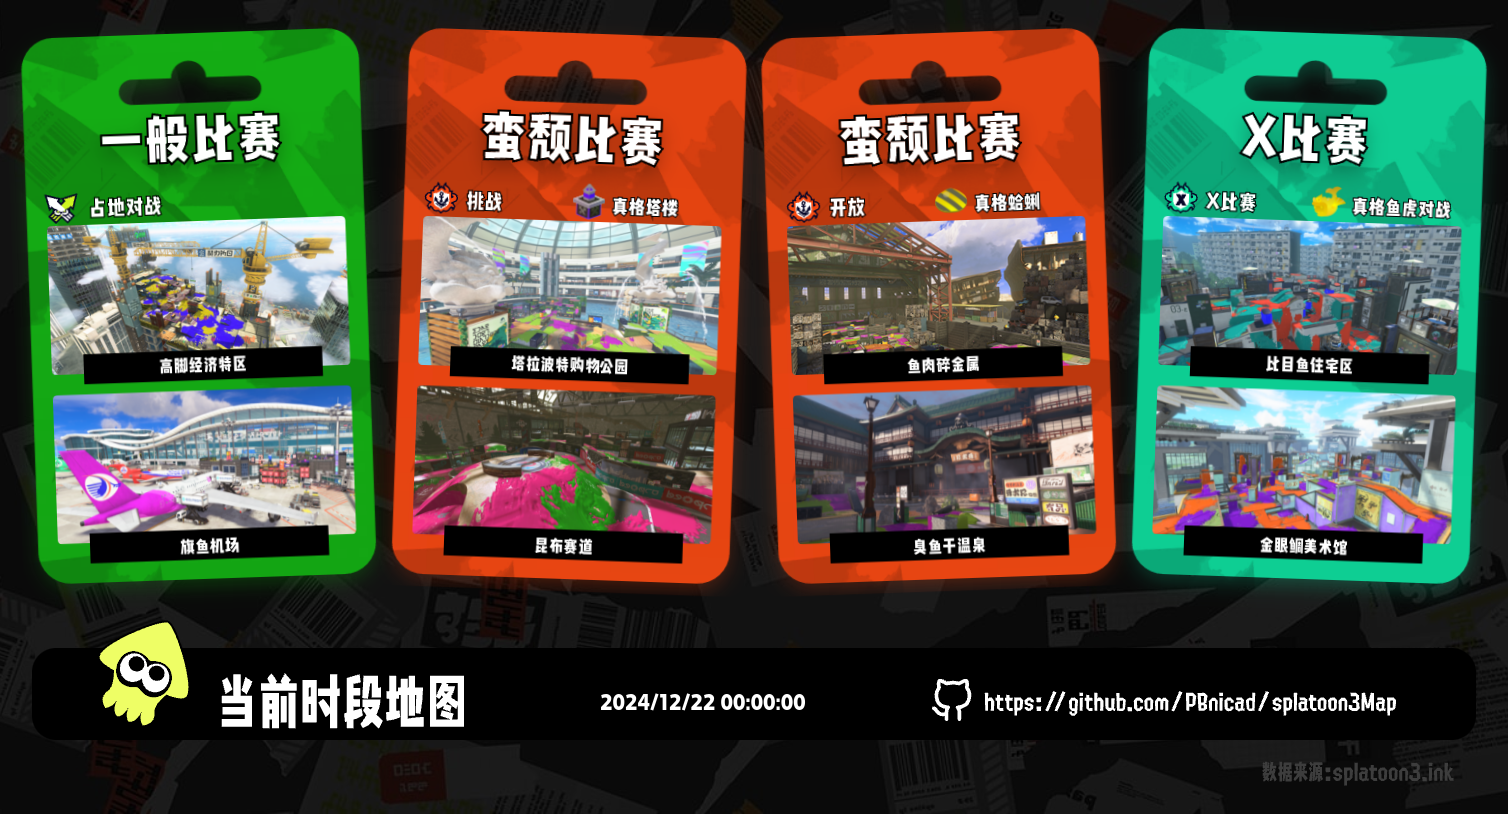 一般比赛
占地对战
高脚经济特区
旗鱼机场
蛮颓比赛
挑战
真格塔楼
塔拉波特购物公园
昆布赛道
蛮颓比赛
开放
真格蛤蜊
鱼肉碎金属
臭鱼干温泉
X比赛
X比赛
真格鱼虎对战
比目鱼住宅区
金眼鲷美术馆
当前时段地图
2024/12/22 00:00:00
https://github.com/PBnicad/splatoon3Map
数据来源:splatoon3.ink